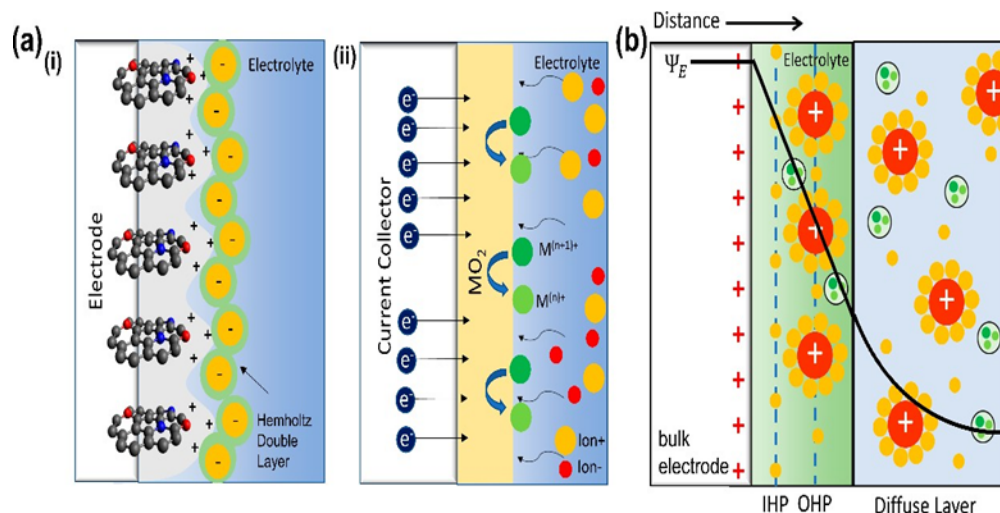 (a)
(i)
Electrode
Electrolyte
Hemholtz
Double
Layer
(ii)
Current Collector
e-
e-
e-
e-
e-
e-
e-
e-
e-
MO2
Electrolyte
M(n+1)+
M(n)+
Ion+
Ion-
Distance
(b)
ΨE
Electrolyte
bulk
electrode
IHP OHP
Diffuse Layer